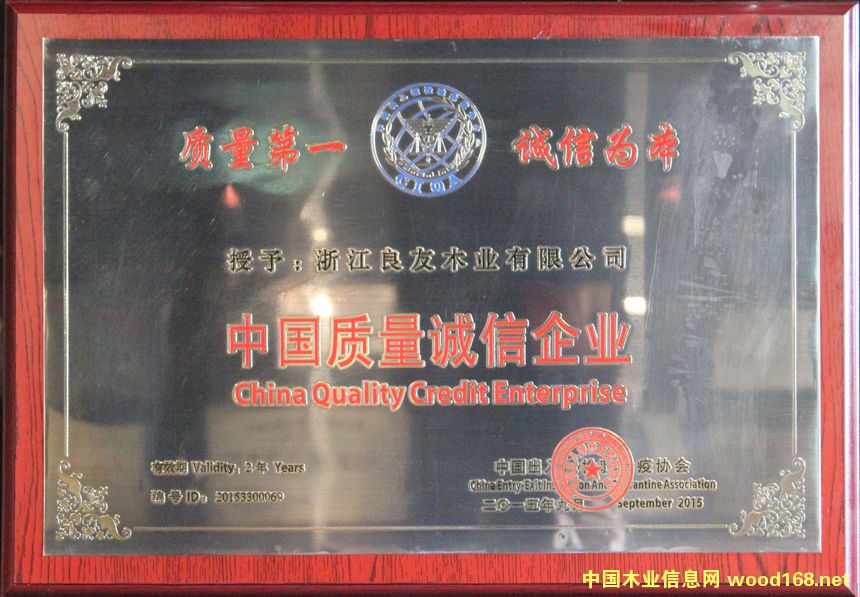 质量第一 诚信为本
CIQA
授予：浙江良友木业有限公司
中国质量诚信企业
China Quality Credit Enterprise
有效期 Validity：2年 Years
编号 ID：20153300069
中国出入 疫协会
China Entry-Exit Association
二〇一五年九月 September 2015
中国木业信息网 wood168.net